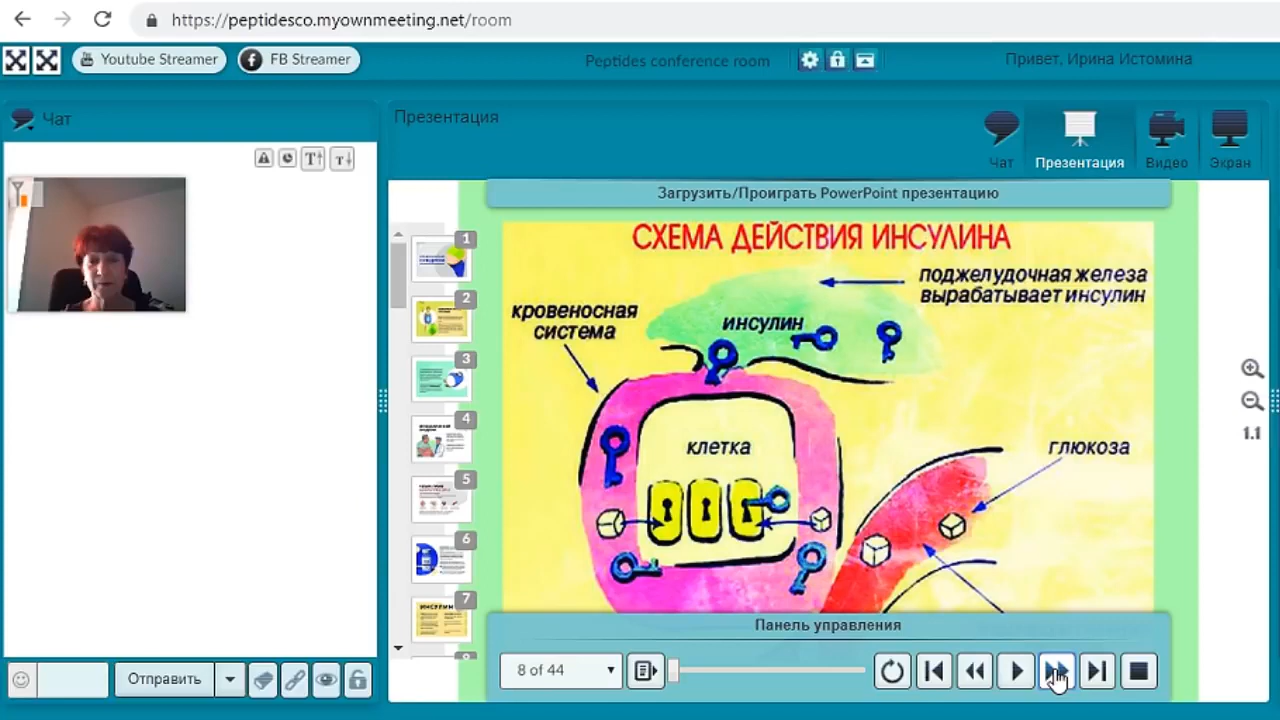 https://peptidesco.myownmeeting.net/room
Youtube Streamer
FB Streamer
Peptides conference room
Привет, Ирина Истомина
Чат
Презентация
Чат
Презентация
Видео
Экран
Загрузить/Проиграть PowerPoint презентацию
СХЕМА ДЕЙСТВИЯ ИНСУЛИНА
поджелудочная железа
вырабатывает инсулин
кровеносная
система
инсулин
клетка
глюкоза
1
2
3
4
5
6
7
ИНСУЛИН
1.1
Панель управления
8 of 44
Отправить